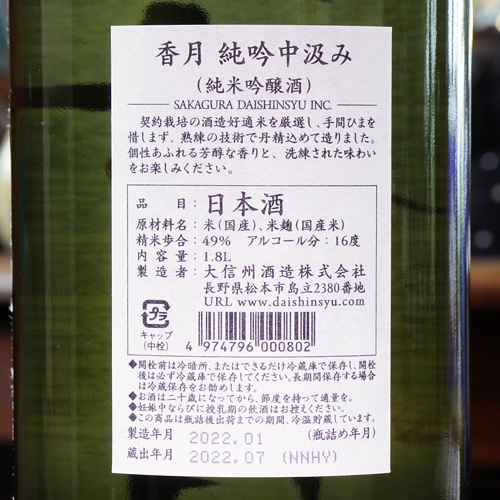 香月 純吟中汲み
(純米吟醸酒)
SAKAGURA DAISHINSYU INC.
契約栽培の酒造好適米を厳選し、手間ひまを
惜しまず、熟練の技術で丹精込めて造りました。
個性あふれる芳醇な香りと、洗練された味わい
をお楽しみください。
品目:日本酒
原材料名:米(国産)、米麹(国産米)
精米歩合:49% アルコール分:16度
内容量:1.8L
製造者:大信州酒造株式会社
長野県松本市島立2380番地
URL www.daishinsyu.com/
プラ
キャップ
(中栓)
4 974796 000802
◆開栓前は冷暗所、またはできるだけ冷蔵庫で保存し、開栓
後は必ず冷蔵庫で保存してください。長期間保存する場合
は冷蔵保存をお勧めします。
◆お酒は二十歳になってから、節度を持って適量を。
◆妊娠中ならびに授乳期の飲酒はお控えください。
◆この商品は瓶詰後出荷までの期間、冷温貯蔵しています。
製造年月 2022.01 (瓶詰め年月)
蔵出年月 2022.07 (NNHY)